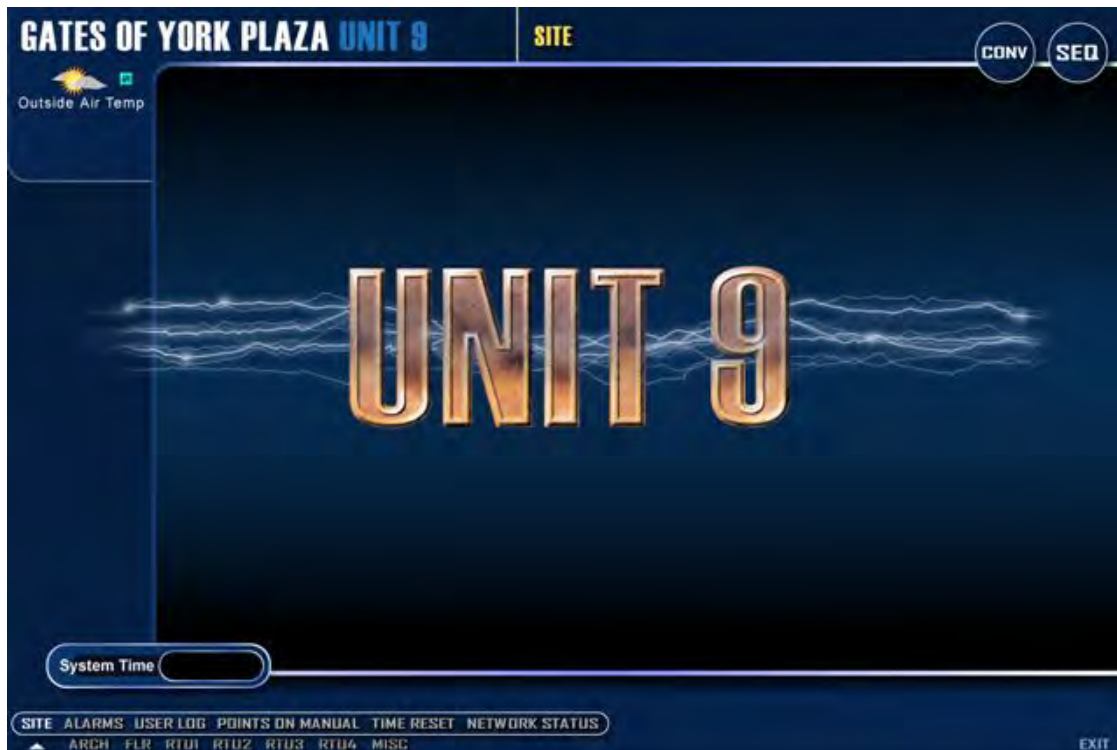 GATES OF YORK PLAZA UNIT 9
SITE
CONV
SEQ
Outside Air Temp
UNIT 9
System Time
SITE ALARMS USER LOG POINTS ON MANUAL TIME RESET NETWORK STATUS
ARCH FLR RTU1 RTU2 RTU3 RTU4 MISC
EXIT